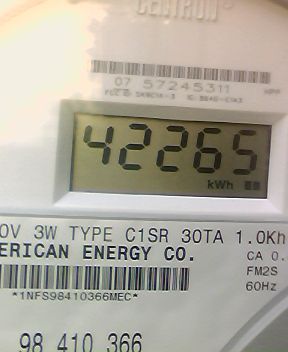 CENTRON
07 57245311
42265
kWh
0V 3W TYPE C1SR 30TA 1.0Kh
ERICAN ENERGY CO.
CA 0.
FM2S
*1NFS98410366MEC*
60Hz
98 410 366